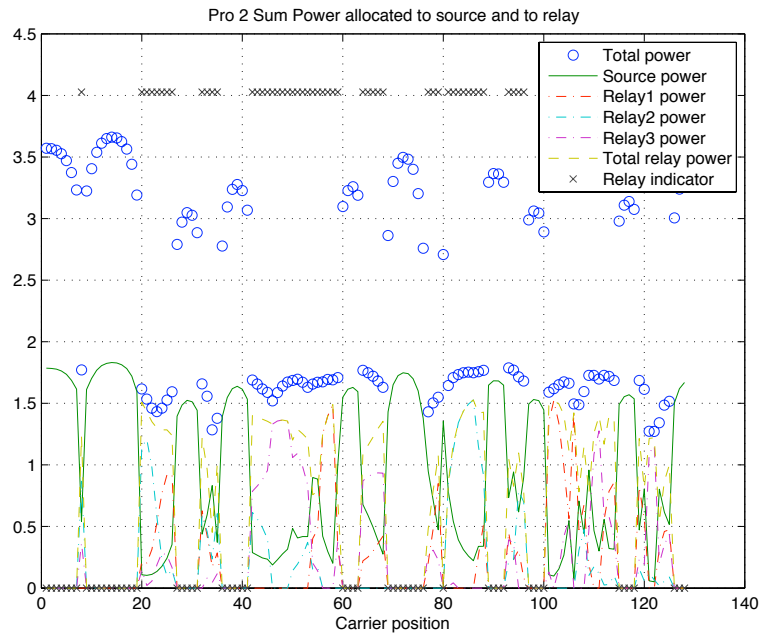 Pro 2 Sum Power allocated to source and to relay
4.5
4
3.5
3
2.5
2
1.5
1
0.5
0
Total power
Source power
Relay1 power
Relay2 power
Relay3 power
Total relay power
Relay indicator
0 20 40 60 80 100 120 140
Carrier position